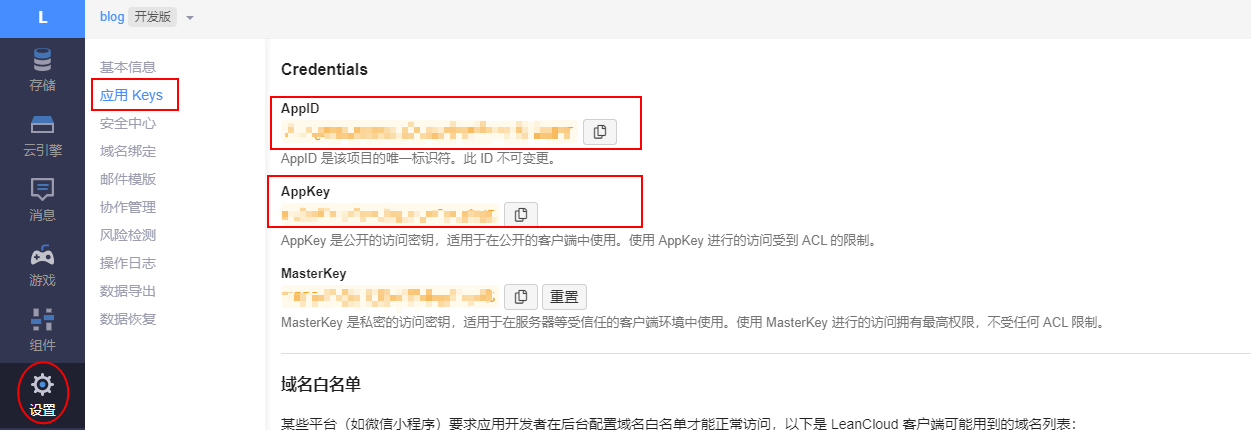 L
blog 开发版
存储
云引擎
消息
游戏
组件
设置
基本信息
应用 Keys
安全中心
域名绑定
邮件模版
协作管理
风险检测
操作日志
数据导出
数据恢复
Credentials
AppID
AppID 是该项目的唯一标识符。此 ID 不可变更。
AppKey
AppKey 是公开的访问密钥，适用于在公开的客户端中使用。使用 AppKey 进行的访问受到 ACL 的限制。
MasterKey
重置
MasterKey 是私密的访问密钥，适用于在服务器等受信任的客户端环境中使用。使用 MasterKey 进行的访问拥有最高权限，不受任何 ACL 限制。
域名白名单
某些平台（如微信小程序）要求应用开发者在后台配置域名白名单才能正常访问，以下是 LeanCloud 客户端可能用到的域名列表：